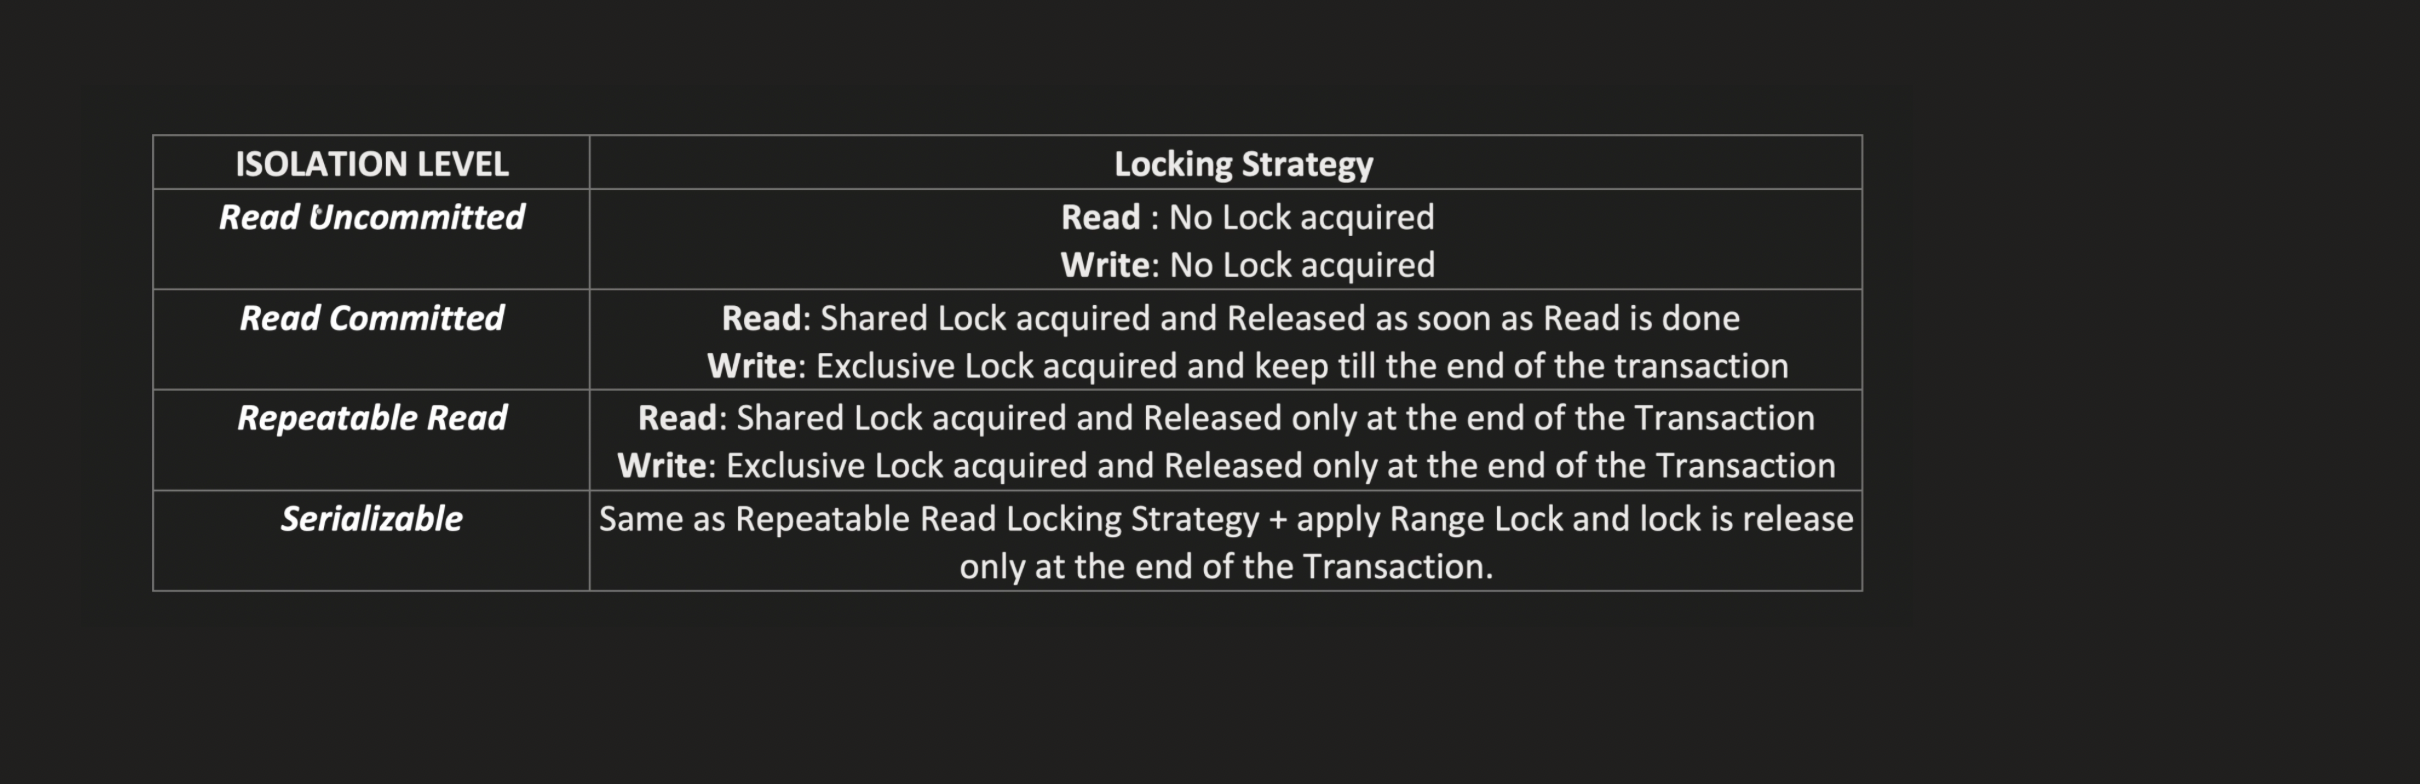 ISOLATION LEVEL
Locking Strategy
Read Uncommitted
Read : No Lock acquired
Write: No Lock acquired
Read Committed
Read: Shared Lock acquired and Released as soon as Read is done
Write: Exclusive Lock acquired and keep till the end of the transaction
Repeatable Read
Read: Shared Lock acquired and Released only at the end of the Transaction
Write: Exclusive Lock acquired and Released only at the end of the Transaction
Serializable
Same as Repeatable Read Locking Strategy + apply Range Lock and lock is release
only at the end of the Transaction.